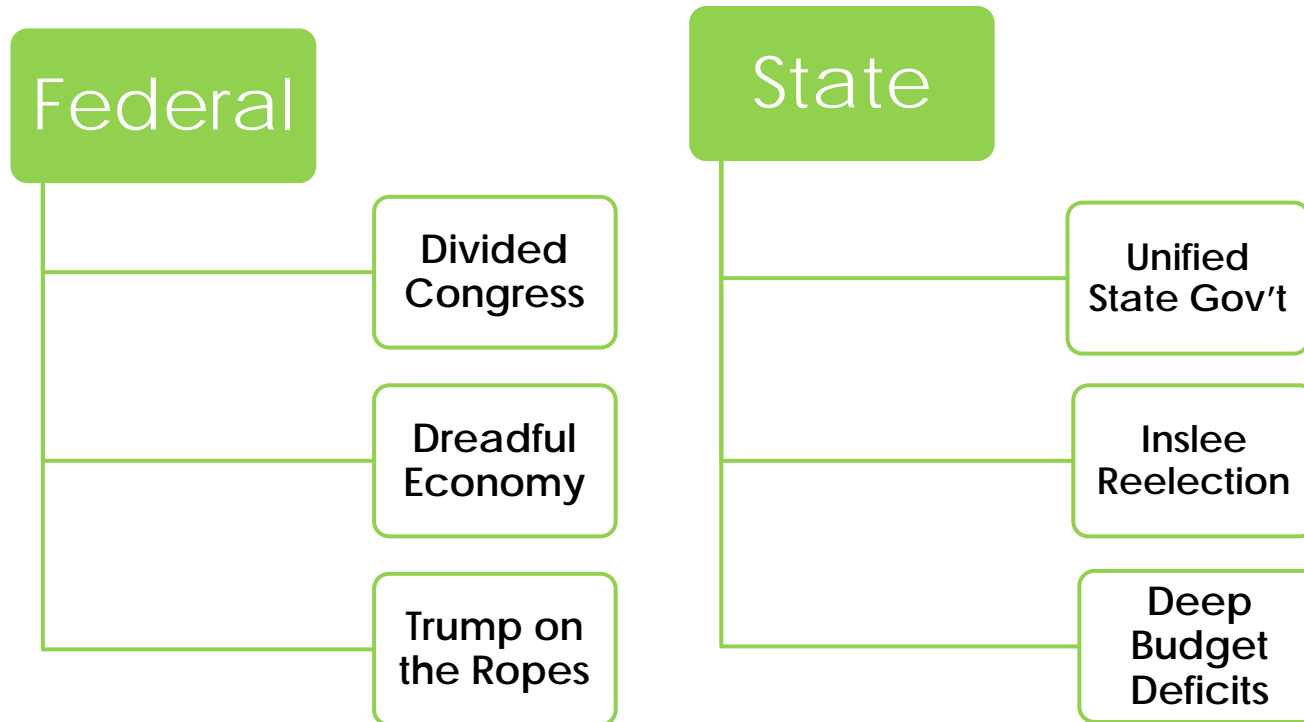 Federal
Divided
Congress
Dreadful
Economy
Trump on
the Ropes
State
Unified
State Gov't
Inslee
Reelection
Deep
Budget
Deficits